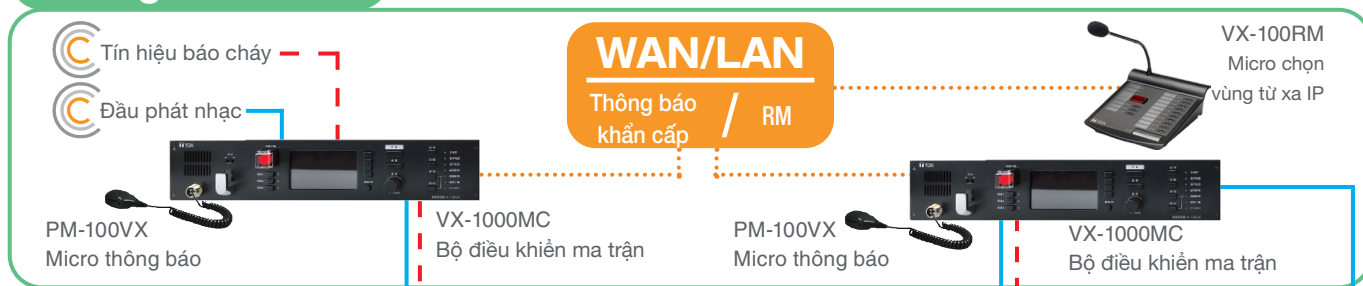 Tín hiệu báo cháy
Đầu phát nhạc
WAN/LAN
Thông báo
khẩn cấp
/
RM
VX-100RM
Micro chọn
vùng từ xa IP
TOA
TOA
PM-100VX
Micro thông báo
VX-1000MC
Bộ điều khiển ma trận
PM-100VX
Micro thông báo
VX-1000MC
Bộ điều khiển ma trận